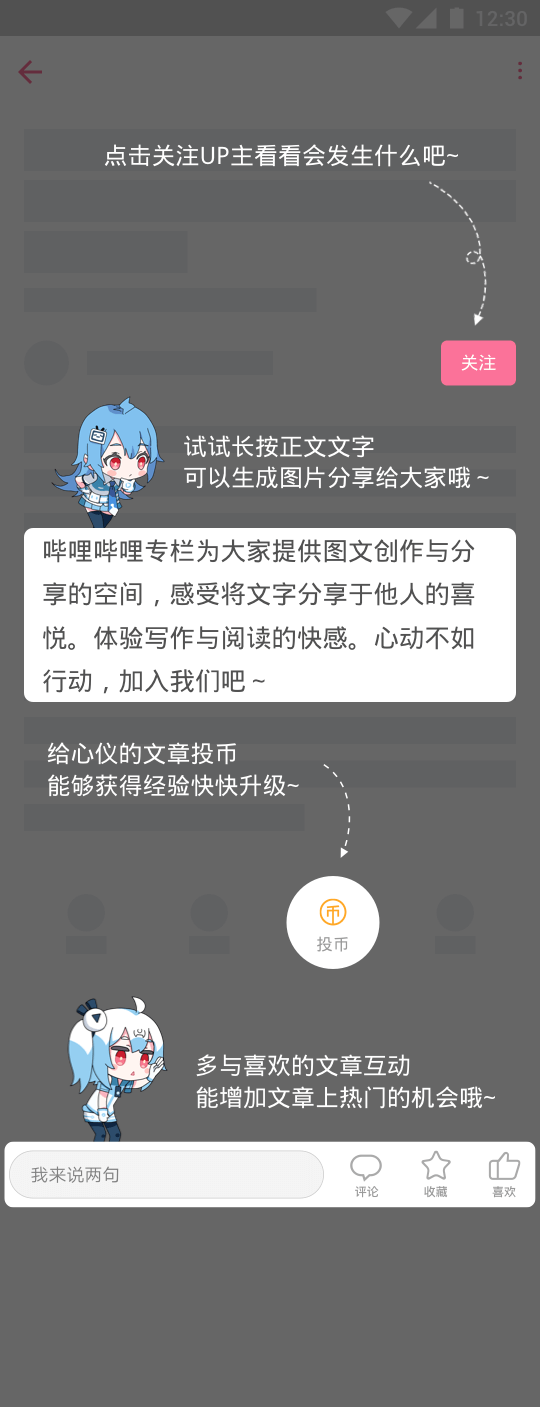 12:30
点击关注UP主看看会发生什么吧~
关注
试试长按正文文字
可以生成图片分享给大家哦~
哔哩哔哩专栏为大家提供图文创作与分
享的空间，感受将文字分享于他人的喜
悦。体验写作与阅读的快感。心动不如
行动，加入我们吧~
给心仪的文章投币
能够获得经验快快升级~
币
投币
多与喜欢的文章互动
能增加文章上热门的机会哦~
我来说两句
评论
收藏
喜欢